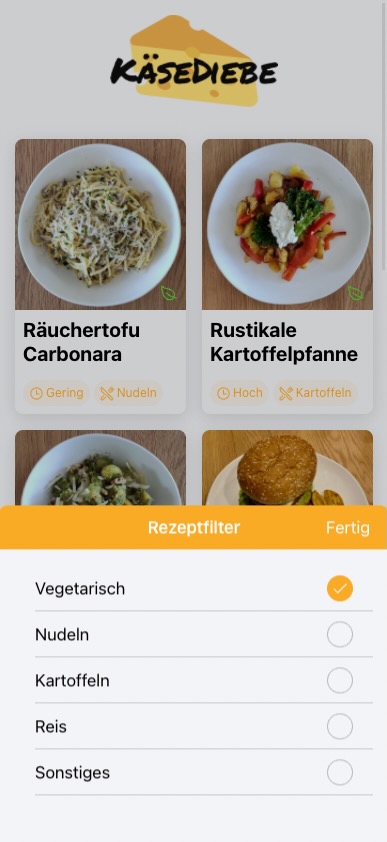 KÄSEDIEBE
Räuchertofu
Carbonara
Gering
Nudeln
Rustikale
Kartoffelpfanne
Hoch
Kartoffeln
Rezeptfilter
Fertig
Vegetarisch
Nudeln
Kartoffeln
Reis
Sonstiges